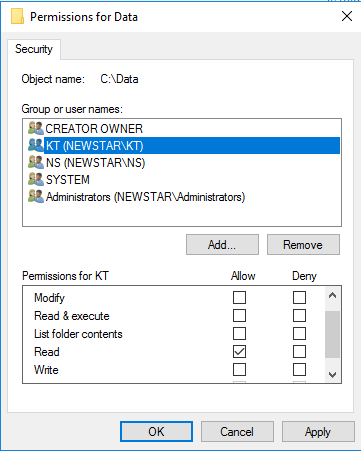 Permissions for Data
Security
Object name: C:\Data
Group or user names:
CREATOR OWNER
KT (NEWSTAR\KT)
NS (NEWSTAR\NS)
SYSTEM
Administrators (NEWSTAR\Administrators)
Add... Remove
Permissions for KT Allow Deny
Modify
Read & execute
List folder contents
Read
Write
OK Cancel Apply